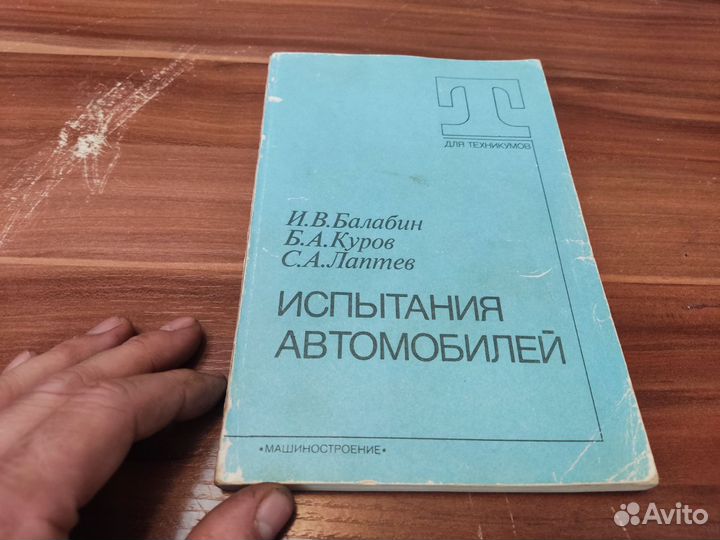 Т
ДЛЯ ТЕХНИКУМОВ
И.В.Балабин
Б.А.Куров
С.А.Лаптев
ИСПЫТАНИЯ
АВТОМОБИЛЕЙ
«МАШИНОСТРОЕНИЕ»
Avito